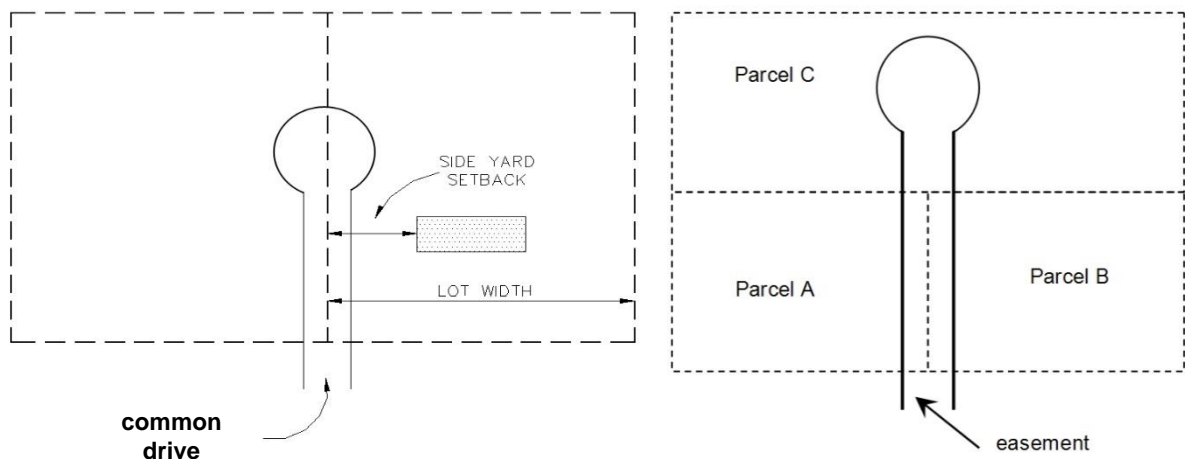 SIDE YARD
SETBACK
LOT WIDTH
common
drive
Parcel C
Parcel A
Parcel B
easement